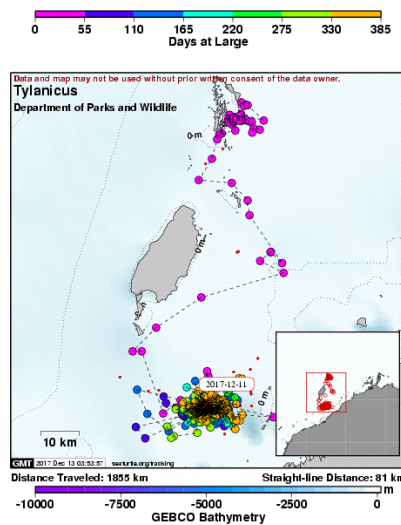 0 55 110 165 220 275 330 385
Days at Large
Data and map may not be used without prior written consent of the data owner.
Tylanicus
Department of Parks and Wildlife
0 m
0 m
0 m
2017-12-11
0 m
10 km
GMT 2017 Dec 13 03:53:57 seaturtle.org/tracking
Distance Traveled: 1855 km Straight-line Distance: 81 km
m
-10000 -7500 -5000 -2500 0
GEBCO Bathymetry